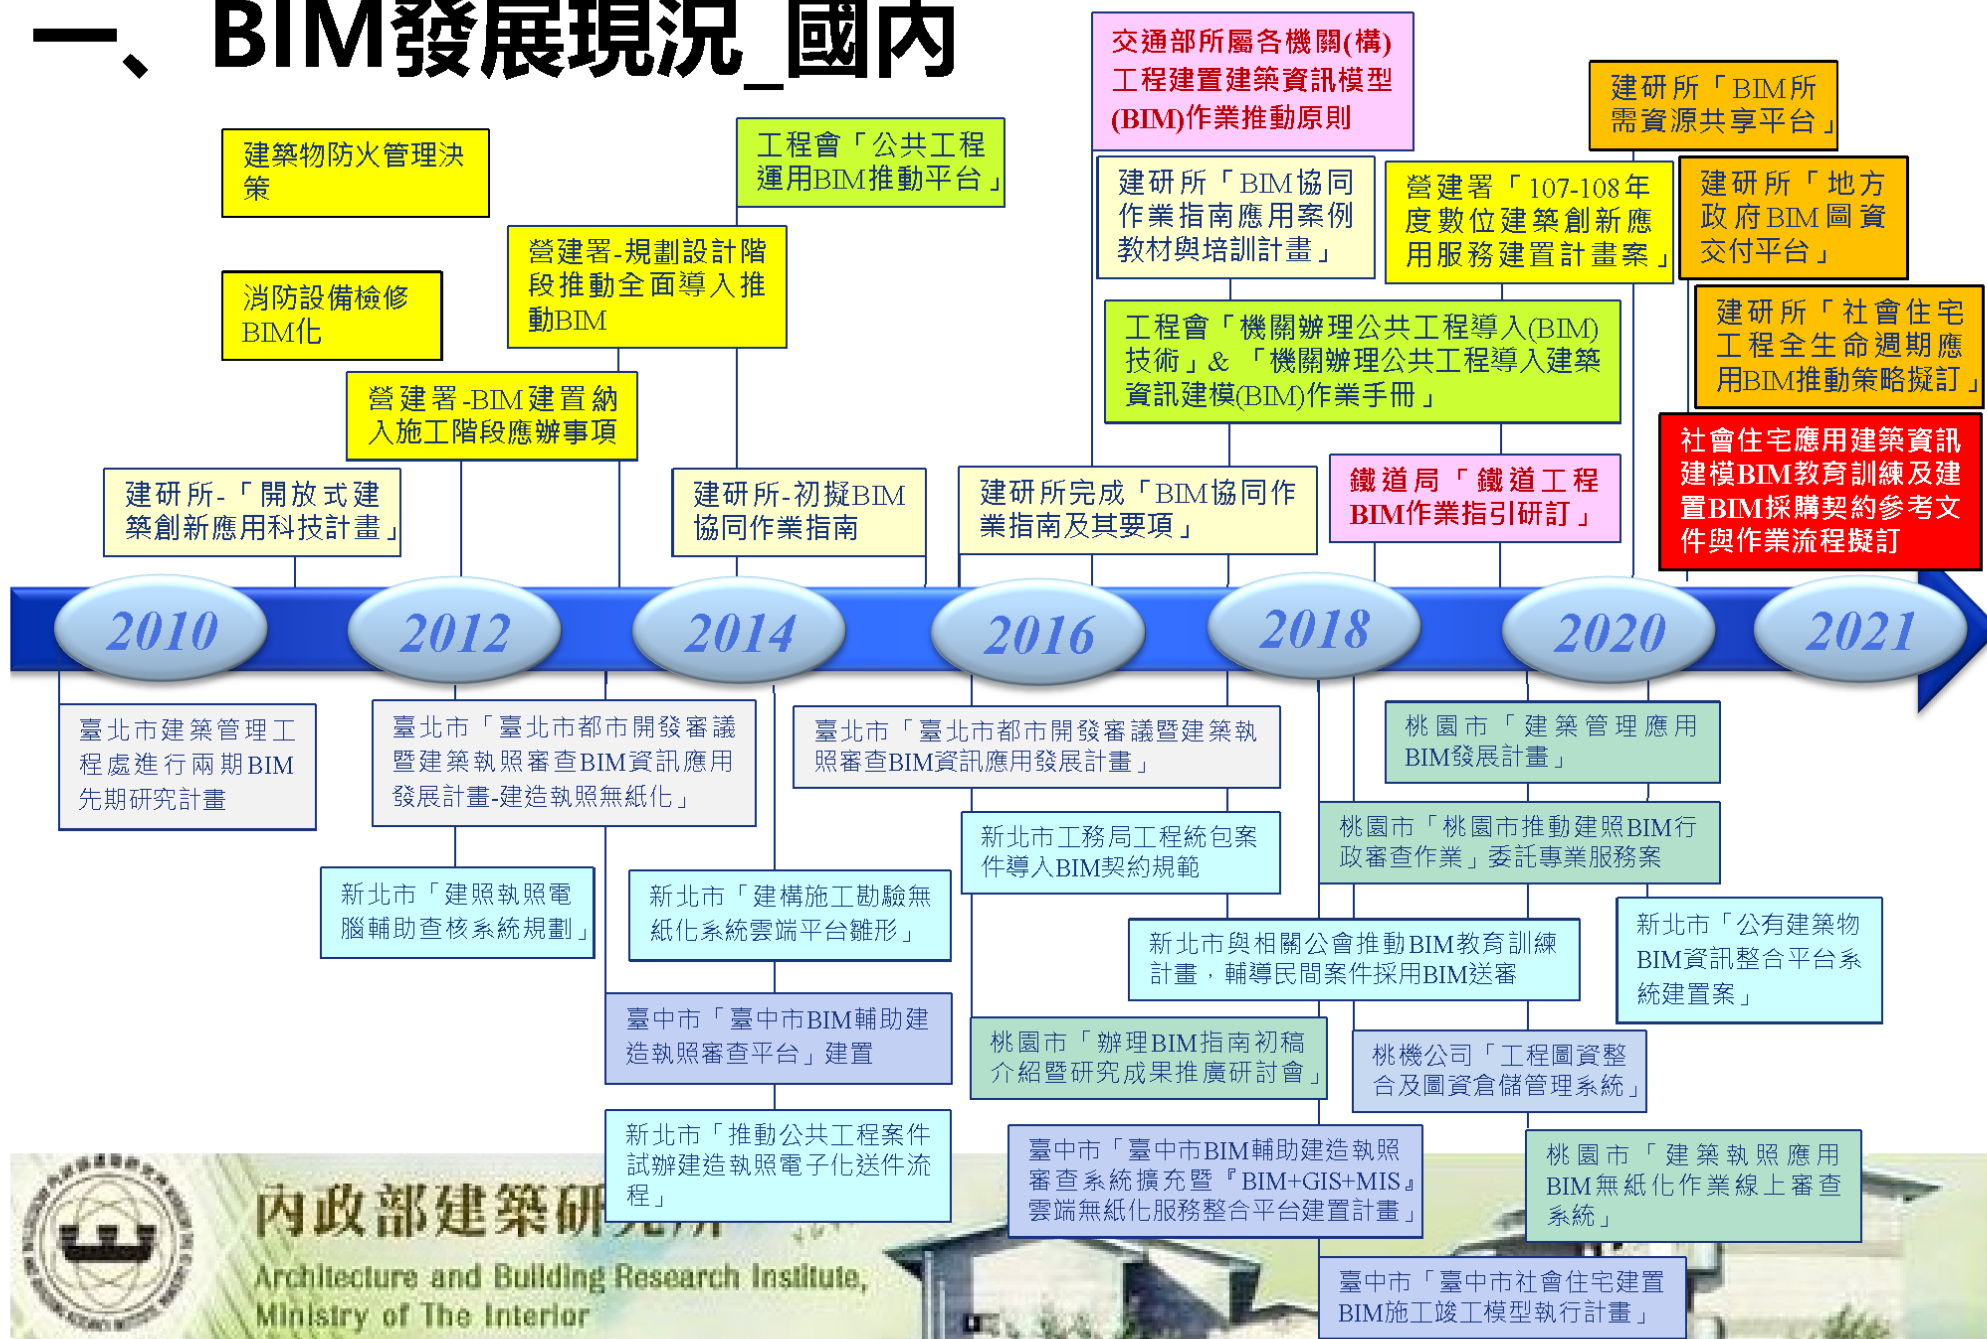 一、BIM發展現況_國內
交通部所屬各機關(構)
工程建置建築資訊模型
(BIM)作業推動原則
建研所「BIM所
需資源共享平台」
建築物防火管理決
策
工程會「公共工程
運用BIM推動平台」
建研所「BIM協同
作業指南應用案例
教材與培訓計畫」
營建署「107-108年
度數位建築創新應
用服務建置計畫案」
建研所「地方
政府BIM圖資
交付平台」
營建署-規劃設計階
段推動全面導入推
動BIM
消防設備檢修
BIM化
工程會「機關辦理公共工程導入(BIM)
技術」& 「機關辦理公共工程導入建築
資訊建模(BIM)作業手冊」
建研所「社會住宅
工程全生命週期應
用BIM推動策略擬訂」
營建署-BIM建置納
入施工階段應辦事項
社會住宅應用建築資訊
建模BIM教育訓練及建
置BIM採購契約參考文
件與作業流程擬訂
建研所-「開放式建
築創新應用科技計畫」
建研所-初擬BIM
協同作業指南
建研所完成「BIM協同作
業指南及其要項」
鐵道局「鐵道工程
BIM作業指引研訂」
2010
2012
2014
2016
2018
2020
2021
臺北市建築管理工
程處進行兩期BIM
先期研究計畫
臺北市「臺北市都市開發審議
暨建築執照審查BIM資訊應用
發展計畫-建造執照無紙化」
臺北市「臺北市都市開發審議暨建築執
照審查BIM資訊應用發展計畫」
桃園市「建築管理應用
BIM發展計畫」
新北市工務局工程統包案
件導入BIM契約規範
桃園市「桃園市推動建照BIM行
政審查作業」委託專業服務案
新北市「建照執照電
腦輔助查核系統規劃」
新北市「建構施工勘驗無
紙化系統雲端平台雛形」
新北市與相關公會推動BIM教育訓練
計畫，輔導民間案件採用BIM送審
新北市「公有建築物
BIM資訊整合平台系
統建置案」
臺中市「臺中市BIM輔助建
造執照審查平台」建置
桃園市「辦理BIM指南初稿
介紹暨研究成果推廣研討會」
桃機公司「工程圖資整
合及圖資倉儲管理系統」
新北市「推動公共工程案件
試辦建造執照電子化送件流
程」
臺中市「臺中市BIM輔助建造執照
審查系統擴充暨『BIM+GIS+MIS』
雲端無紙化服務整合平台建置計畫」
桃園市「建築執照應用
BIM無紙化作業線上審查
系統」
臺中市「臺中市社會住宅建置
BIM施工竣工模型執行計畫」
內政部建築研究所
Architecture and Building Research Institute,
Ministry of The Interior